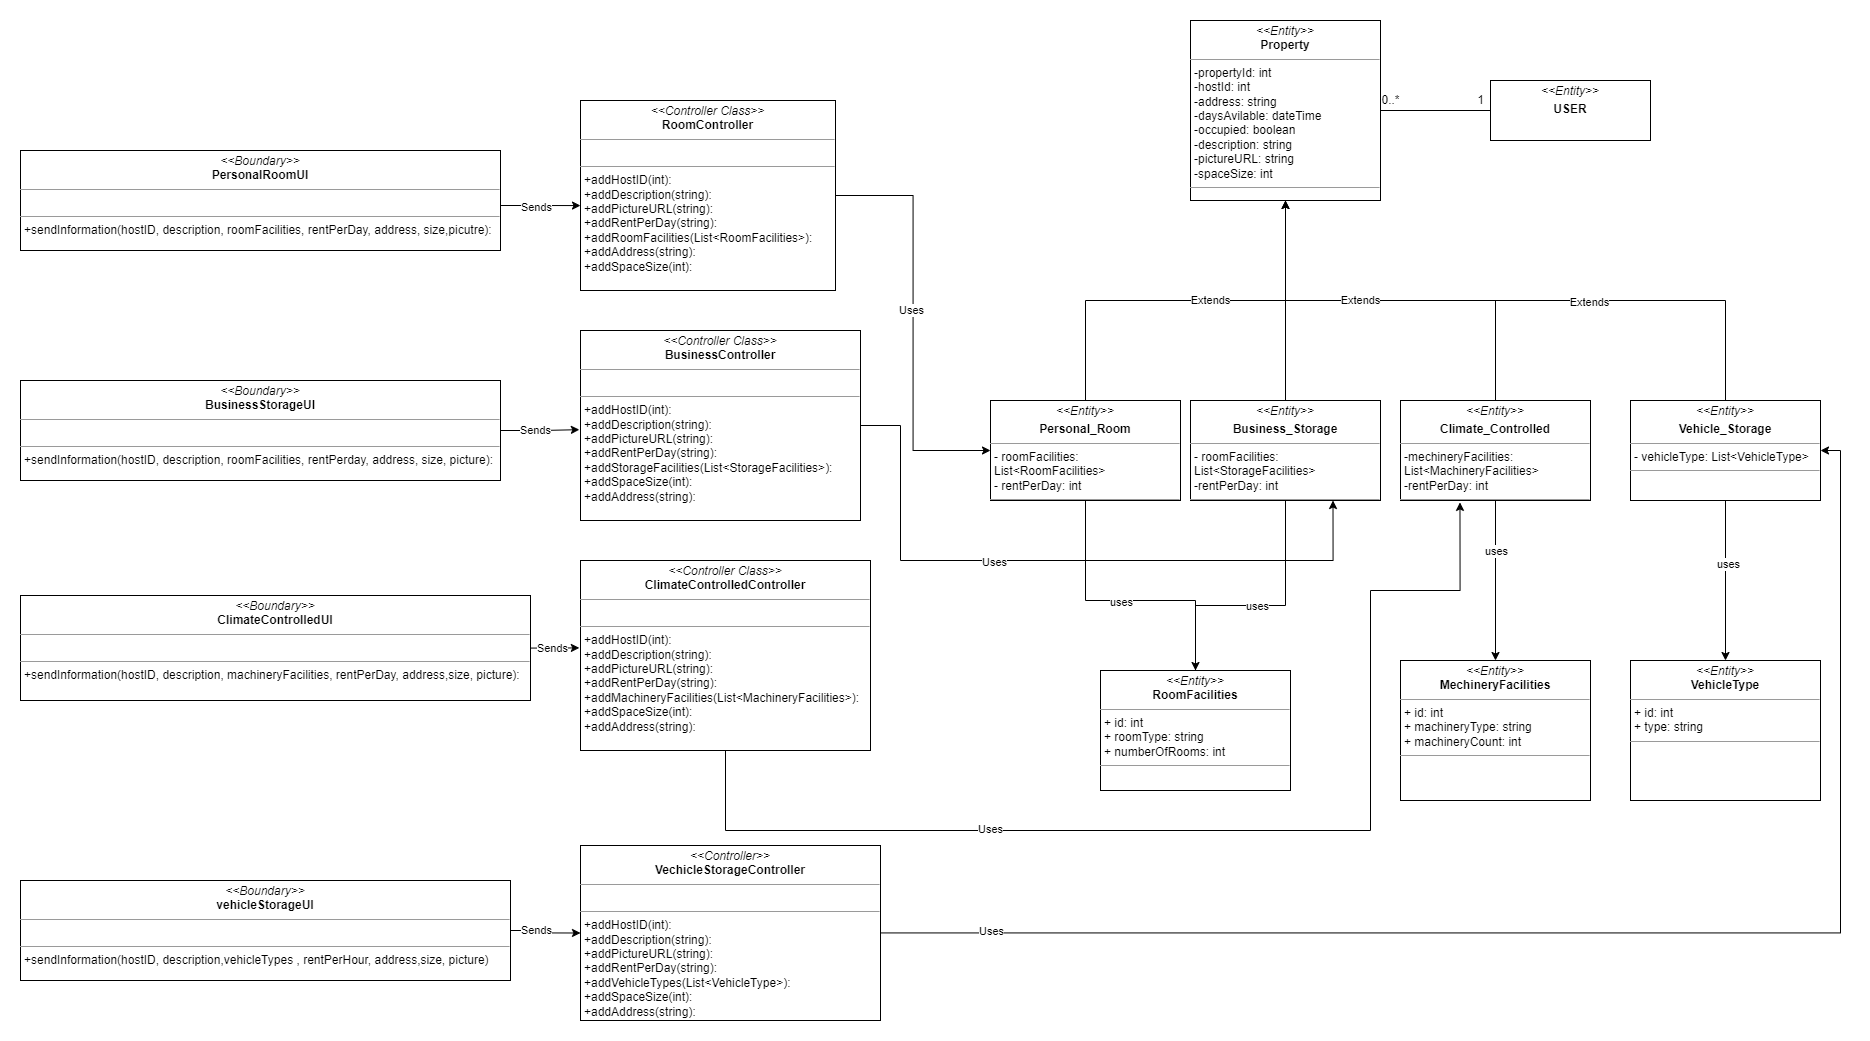 <<Entity>>
Property
-propertyId: int
-hostId: int
-address: string
-daysAvilable: dateTime
-occupied: boolean
-description: string
-pictureURL: string
-spaceSize: int
0..*
1
<<Entity>>
USER
<<Boundary>>
PersonalRoomUI
+sendInformation(hostID, description, roomFacilities, rentPerDay, address, size,picutre):
Sends
<<Controller Class>>
RoomController
+addHostID(int):
+addDescription(string):
+addPictureURL(string):
+addRentPerDay(string):
+addRoomFacilities(List<RoomFacilities>):
+addAddress(string):
+addSpaceSize(int):
Uses
Extends
Extends
Extends
<<Boundary>>
BusinessStorageUI
+sendInformation(hostID, description, roomFacilities, rentPerday, address, size, picture):
Sends
<<Controller Class>>
BusinessController
+addHostID(int):
+addDescription(string):
+addPictureURL(string):
+addRentPerDay(string):
+addStorageFacilities(List<StorageFacilities>):
+addSpaceSize(int):
+addAddress(string):
Uses
<<Entity>>
Personal_Room
- roomFacilities:
List<RoomFacilities>
- rentPerDay: int
<<Entity>>
Business_Storage
- roomFacilities:
List<StorageFacilities>
-rentPerDay: int
<<Entity>>
Climate_Controlled
-mechineryFacilities:
List<MachineryFacilities>
-rentPerDay: int
<<Entity>>
Vehicle_Storage
- vehicleType: List<VehicleType>
uses
uses
uses
uses
<<Boundary>>
ClimateControlledUI
+sendInformation(hostID, description, machineryFacilities, rentPerDay, address,size, picture):
Sends
<<Controller Class>>
ClimateControlledController
+addHostID(int):
+addDescription(string):
+addPictureURL(string):
+addRentPerDay(string):
+addMachineryFacilities(List<MachineryFacilities>):
+addSpaceSize(int):
+addAddress(string):
Uses
<<Entity>>
RoomFacilities
+ id: int
+ roomType: string
+ numberOfRooms: int
<<Entity>>
MechineryFacilities
+ id: int
+ machineryType: string
+ machineryCount: int
<<Entity>>
VehicleType
+ id: int
+ type: string
<<Boundary>>
vehicleStorageUI
+sendInformation(hostID, description,vehicleTypes , rentPerHour, address,size, picture)
Sends
<<Controller>>
VechicleStorageController
+addHostID(int):
+addDescription(string):
+addPictureURL(string):
+addRentPerDay(string):
+addVehicleTypes(List<VehicleType>):
+addSpaceSize(int):
+addAddress(string):
Uses